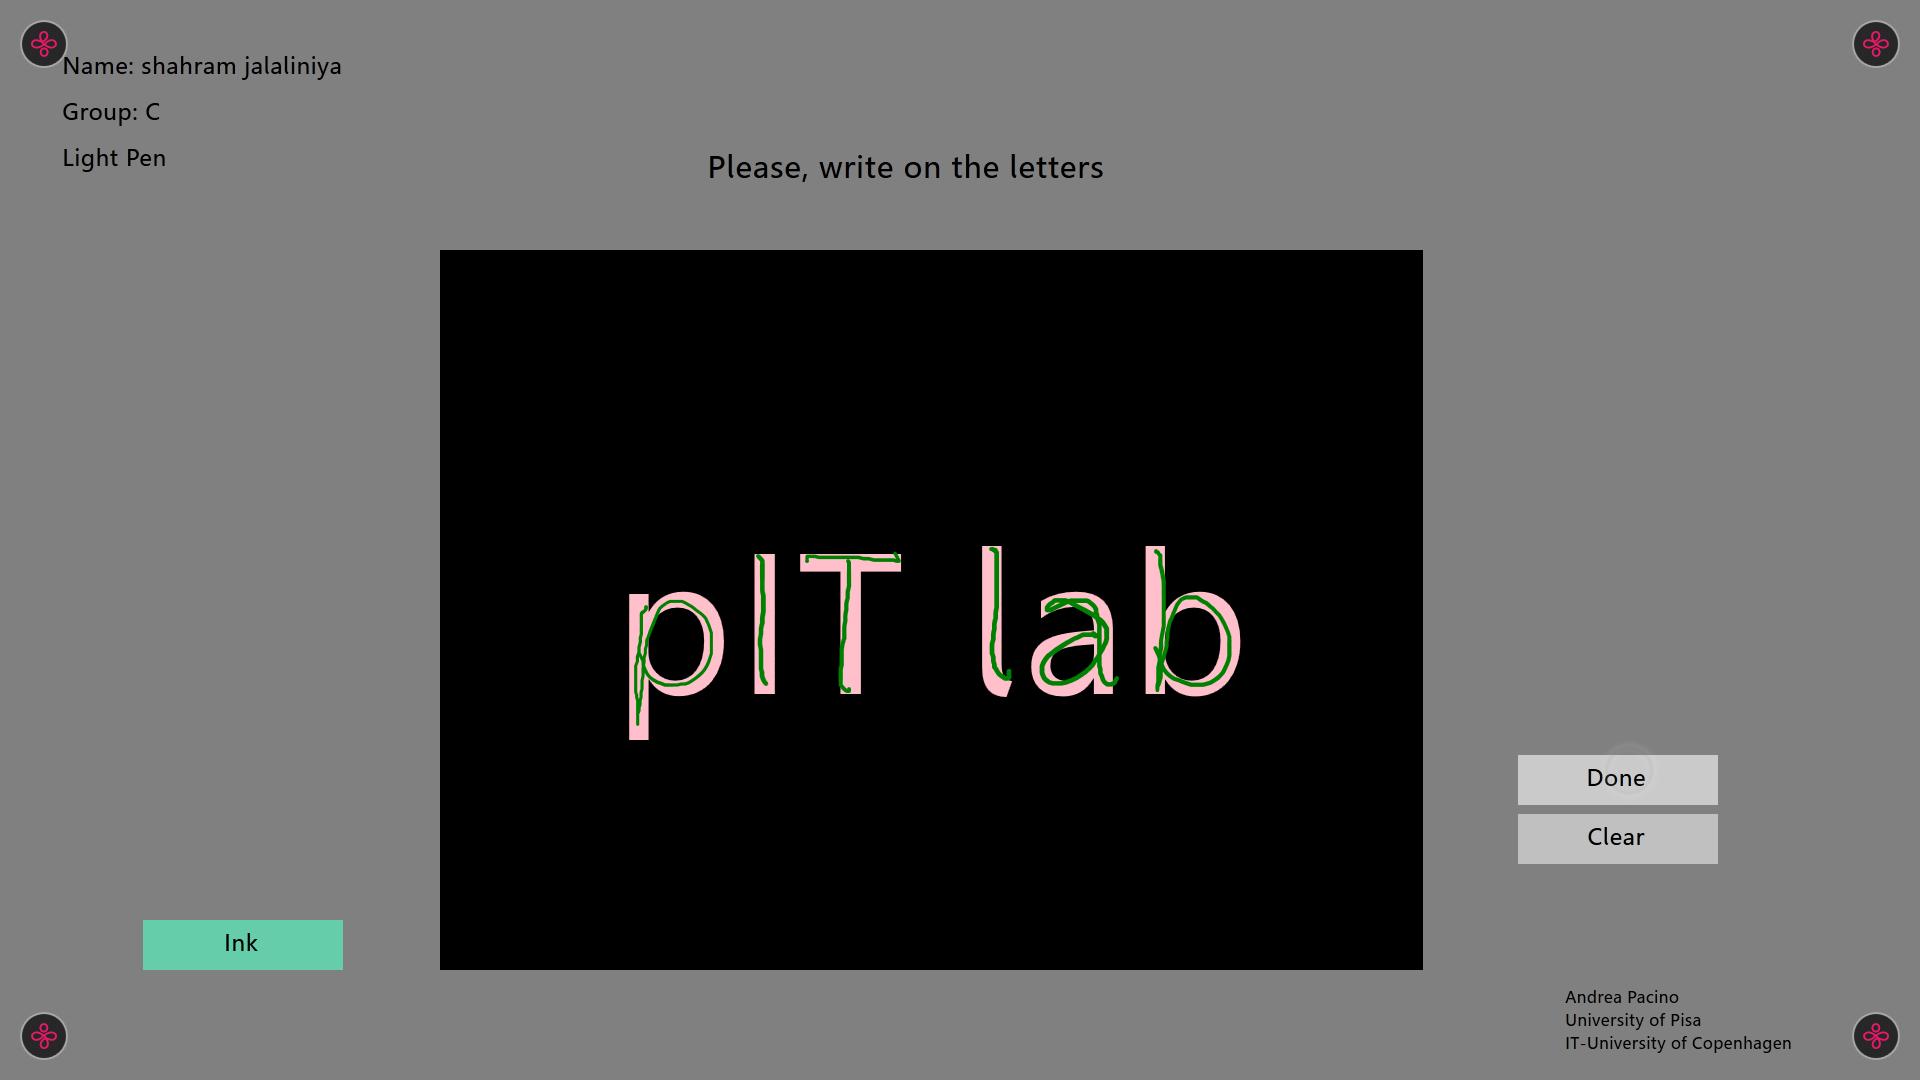 Name: shahram jalaliniya
Group: C
Light Pen
Please, write on the letters
pIT lab
Done
Clear
Ink
Andrea Pacino
University of Pisa
IT-University of Copenhagen